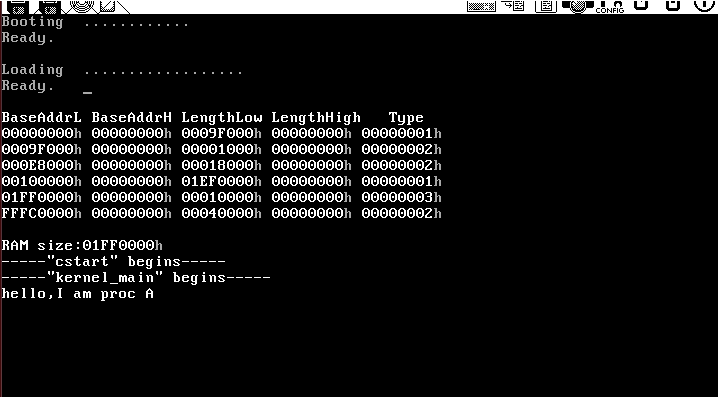 CONFIG
Booting  ............
Ready.
Loading  ..................
Ready.   _
BaseAddrL BaseAddrH LengthLow LengthHigh   Type
00000000h 00000000h 0009F000h 00000000h 00000001h
0009F000h 00000000h 00001000h 00000000h 00000002h
000E8000h 00000000h 00018000h 00000000h 00000002h
00100000h 00000000h 01EF0000h 00000000h 00000001h
01FF0000h 00000000h 00010000h 00000000h 00000003h
FFFC0000h 00000000h 00040000h 00000000h 00000002h
RAM size:01FF0000h
-----"cstart" begins-----
-----"kernel_main" begins-----
hello,I am proc A